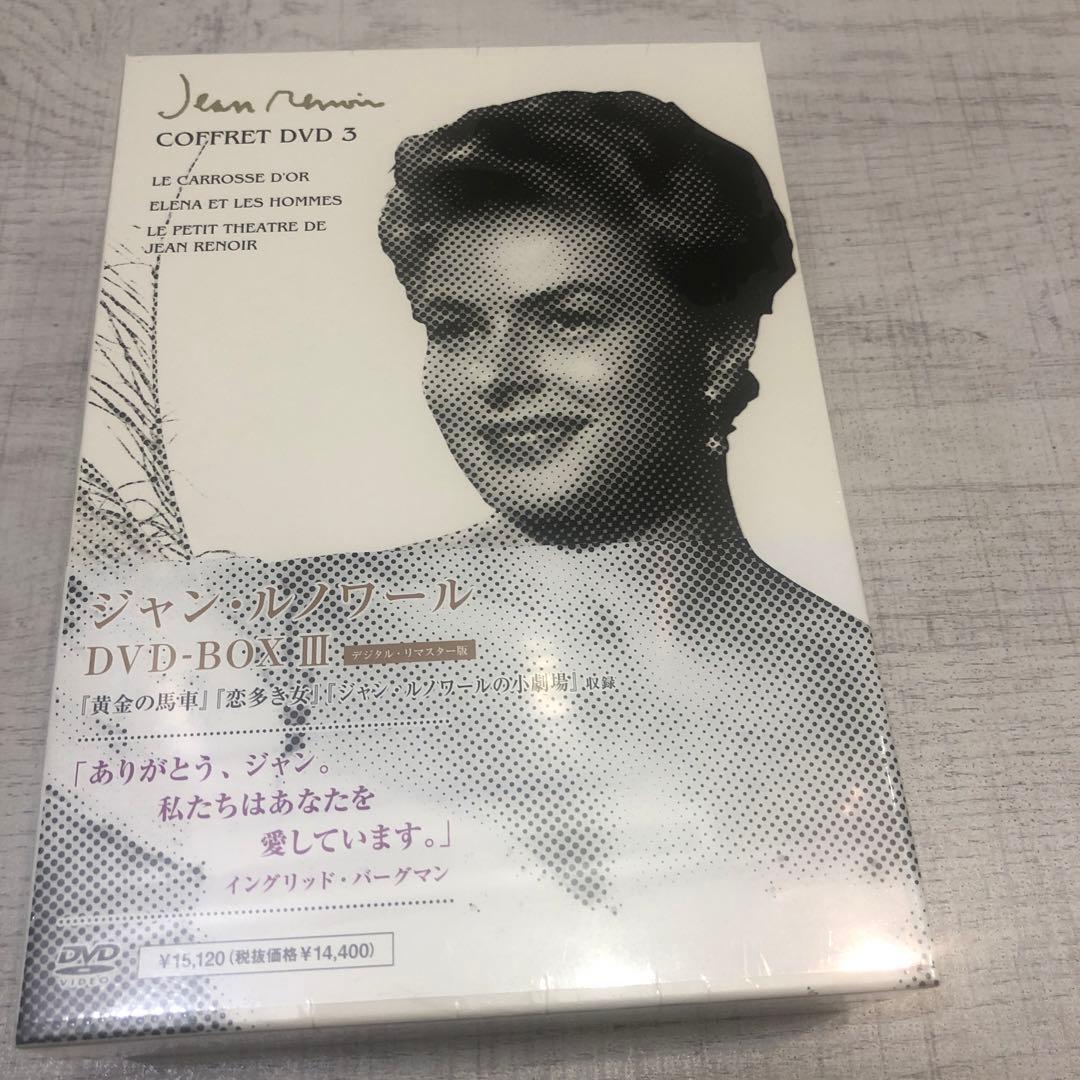 Jean Renoir
COFFRET DVD 3
LE CARROSSE D'OR
ELENA ET LES HOMMES
LE PETIT THEATRE DE
JEAN RENOIR
ジャン・ルノワール
DVD-BOX Ⅲ デジタル・リマスター版
『黄金の馬車』『恋多き女』『ジャン・ルノワールの小劇場』収録
「ありがとう、ジャン。
私たちはあなたを
愛しています。」
イングリッド・バーグマン
DVD
VIDEO
¥15,120(税抜価格¥14,400)